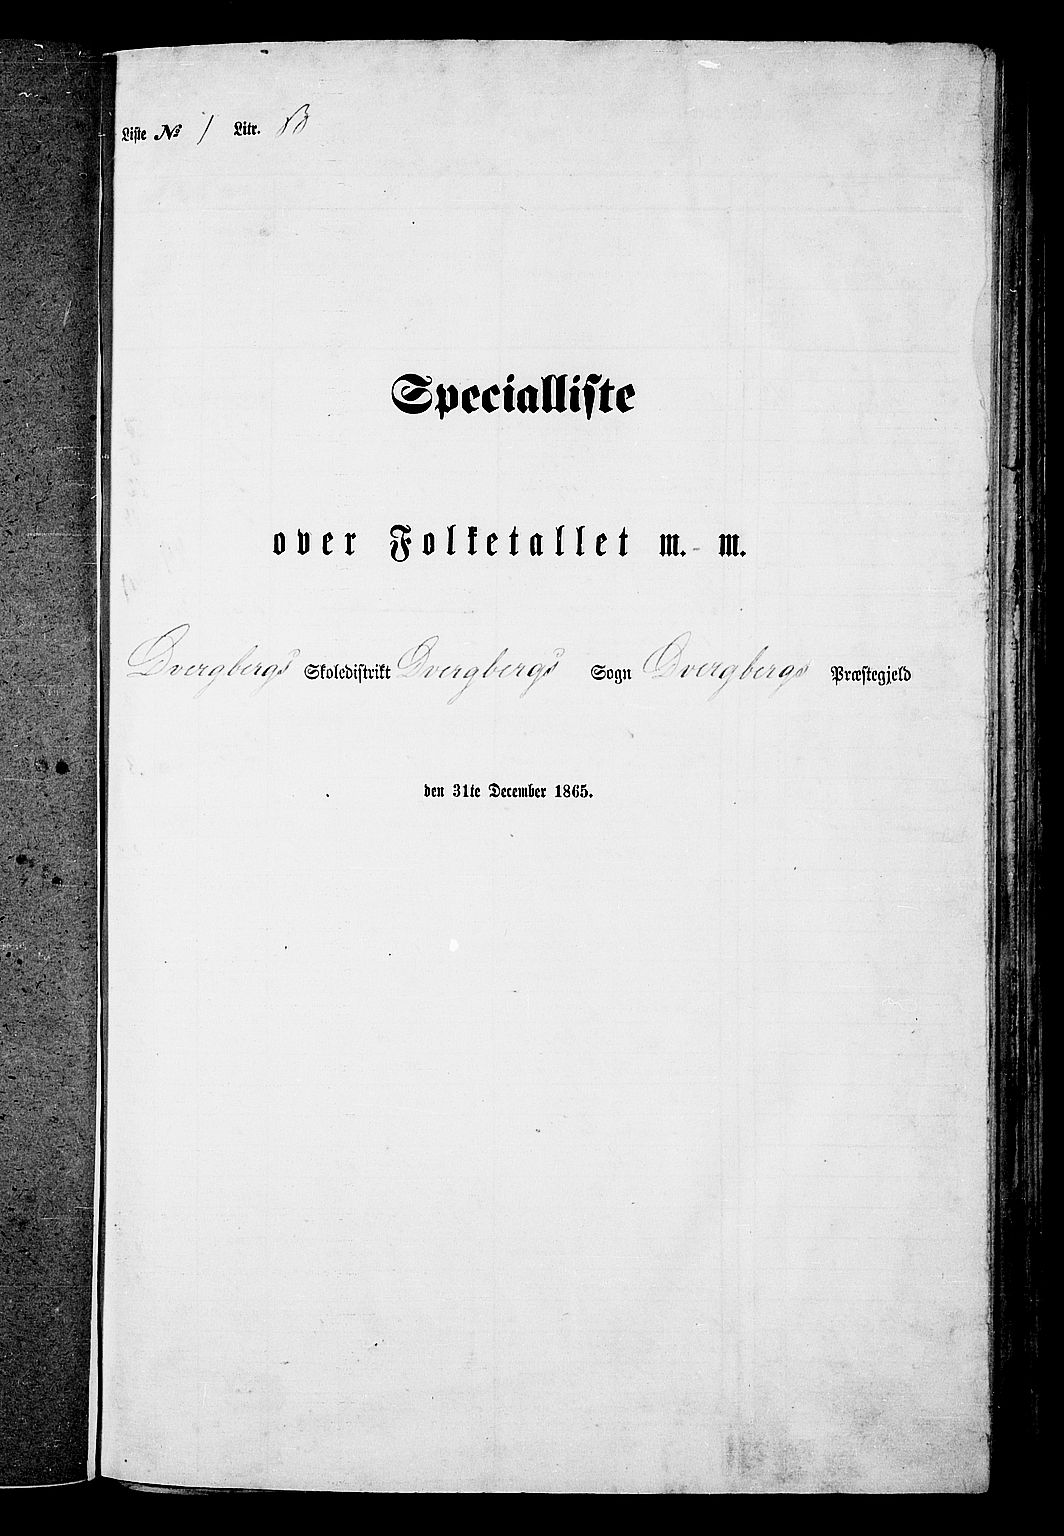 Liste № 1 Litr. B
Specialliste
over Folketallet m. m.
Dvergbergs Skoledistrikt Dvergbergs Sogn Dvergbergs Præstegjeld
den 31te December 1865.